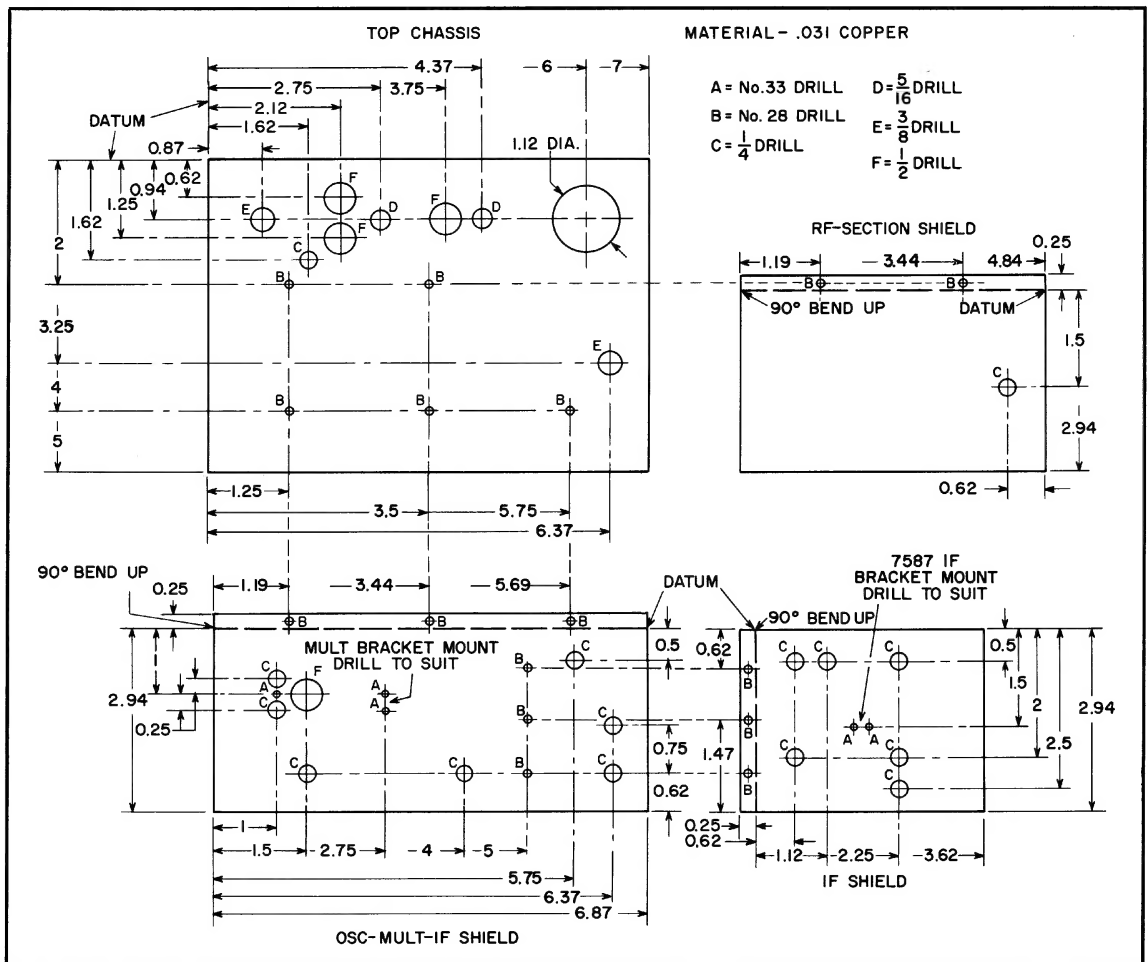 TOP CHASSIS
MATERIAL- .031 COPPER
A= No.33 DRILL
B= No. 28 DRILL
C= 1/4 DRILL
D= 5/16 DRILL
E= 3/8 DRILL
F= 1/2 DRILL
4.37
6
7
2.75
3.75
2.12
DATUM
1.62
0.87
1.12 DIA.
0.62
0.94
1.25
1.62
2
F
E
F
D
F
D
C
B
B
3.25
E
4
B
B
B
5
1.25
3.5
5.75
6.37
RF-SECTION SHIELD
0.25
1.19
3.44
4.84
B
B
90° BEND UP
DATUM
1.5
C
2.94
0.62
90° BEND UP
0.25
1.19
3.44
5.69
DATUM
B
B
B
MULT BRACKET MOUNT
DRILL TO SUIT
0.5
C
F
C
A
C
A
A
B
B
C
2.94
0.25
0.75
C
C
B
C
0.62
1
1.5
2.75
4
5
5.75
6.37
6.87
OSC-MULT-IF SHIELD
7587 IF
BRACKET MOUNT
DRILL TO SUIT
90° BEND UP
0.62
0.5
C
C
C
B
1.5
2
2.94
B
A
A
2.5
1.47
C
C
B
C
0.25
0.62
1.12
2.25
3.62
IF SHIELD